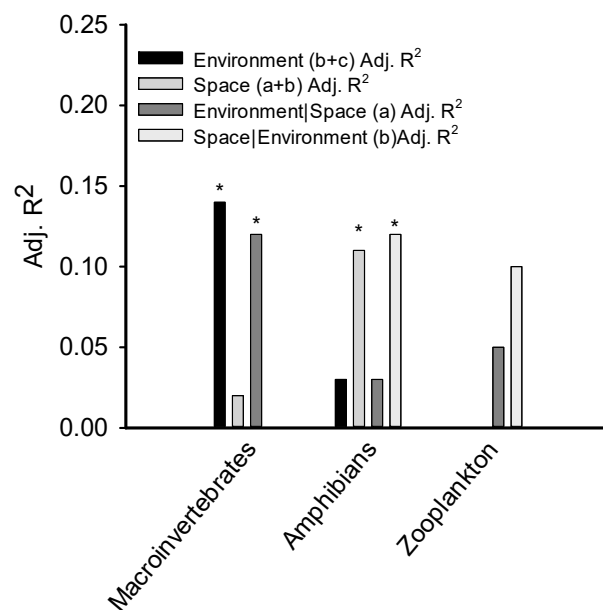 Environment (b+c) Adj. R²
Space (a+b) Adj. R²
Environment|Space (a) Adj. R²
Space|Environment (b)Adj. R²
0.25
0.20
0.15
0.10
0.05
0.00
Adj. R²
*
*
*
*
Macroinvertebrates
Amphibians
Zooplankton